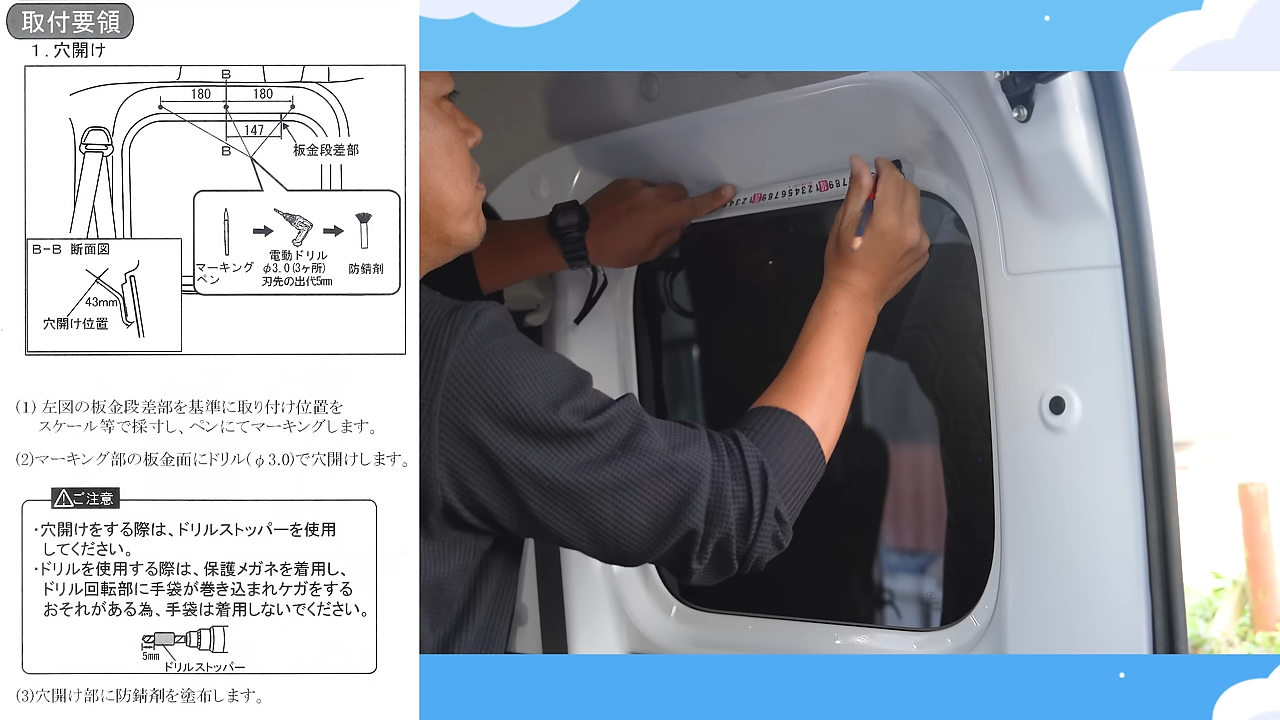 取付要領
1．穴開け
B
180 180
147
B
板金段差部
マーキング
ペン
電動ドリル
φ3.0(3ヶ所)
刃先の出代5mm
防錆剤
B-B 断面図
43mm
穴開け位置
(1) 左図の板金段差部を基準に取り付け位置を
スケール等で採寸し、ペンにてマーキングします。
(2)マーキング部の板金面にドリル(φ3.0)で穴開けします。
ご注意
・穴開けをする際は、ドリルストッパーを使用
してください。
・ドリルを使用する際は、保護メガネを着用し、
ドリル回転部に手袋が巻き込まれケガをする
おそれがある為、手袋は着用しないでください。
5mm
ドリルストッパー
(3)穴開け部に防錆剤を塗布します。